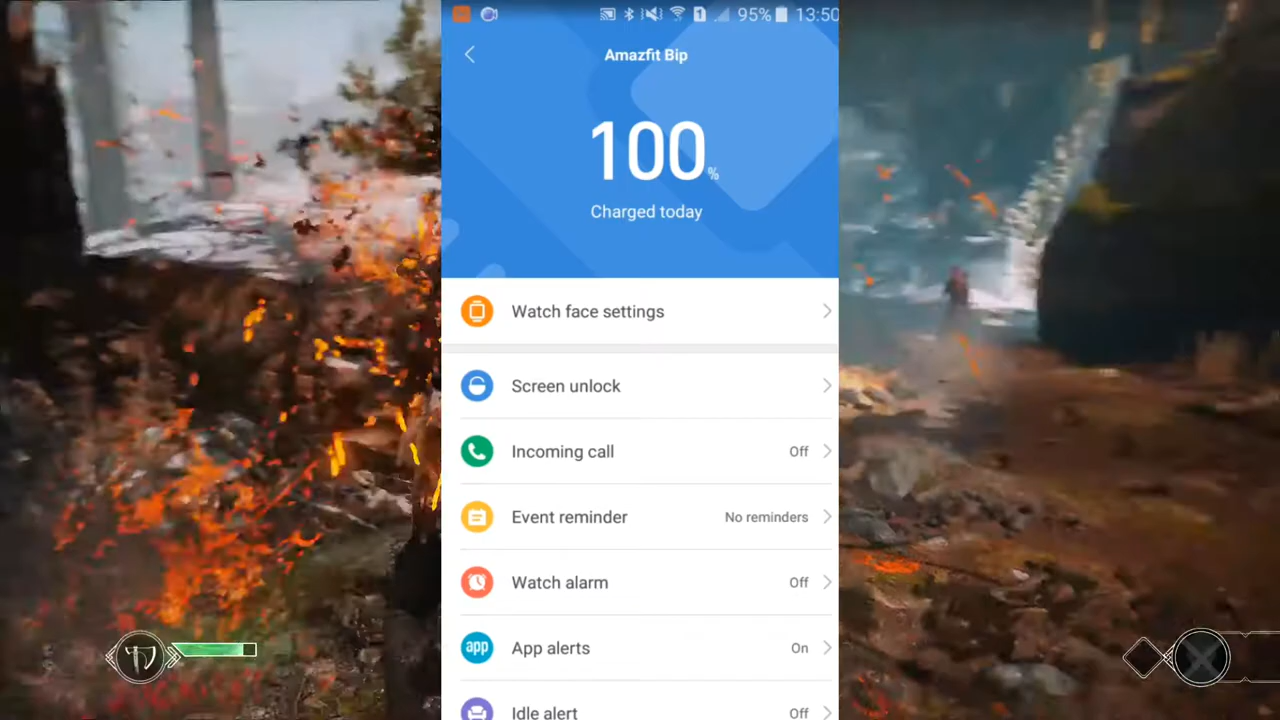 1 95% 13:50
Amazfit Bip
100%
Charged today
Watch face settings
Screen unlock
Incoming call Off
Event reminder No reminders
Watch alarm Off
app App alerts On
Idle alert Off